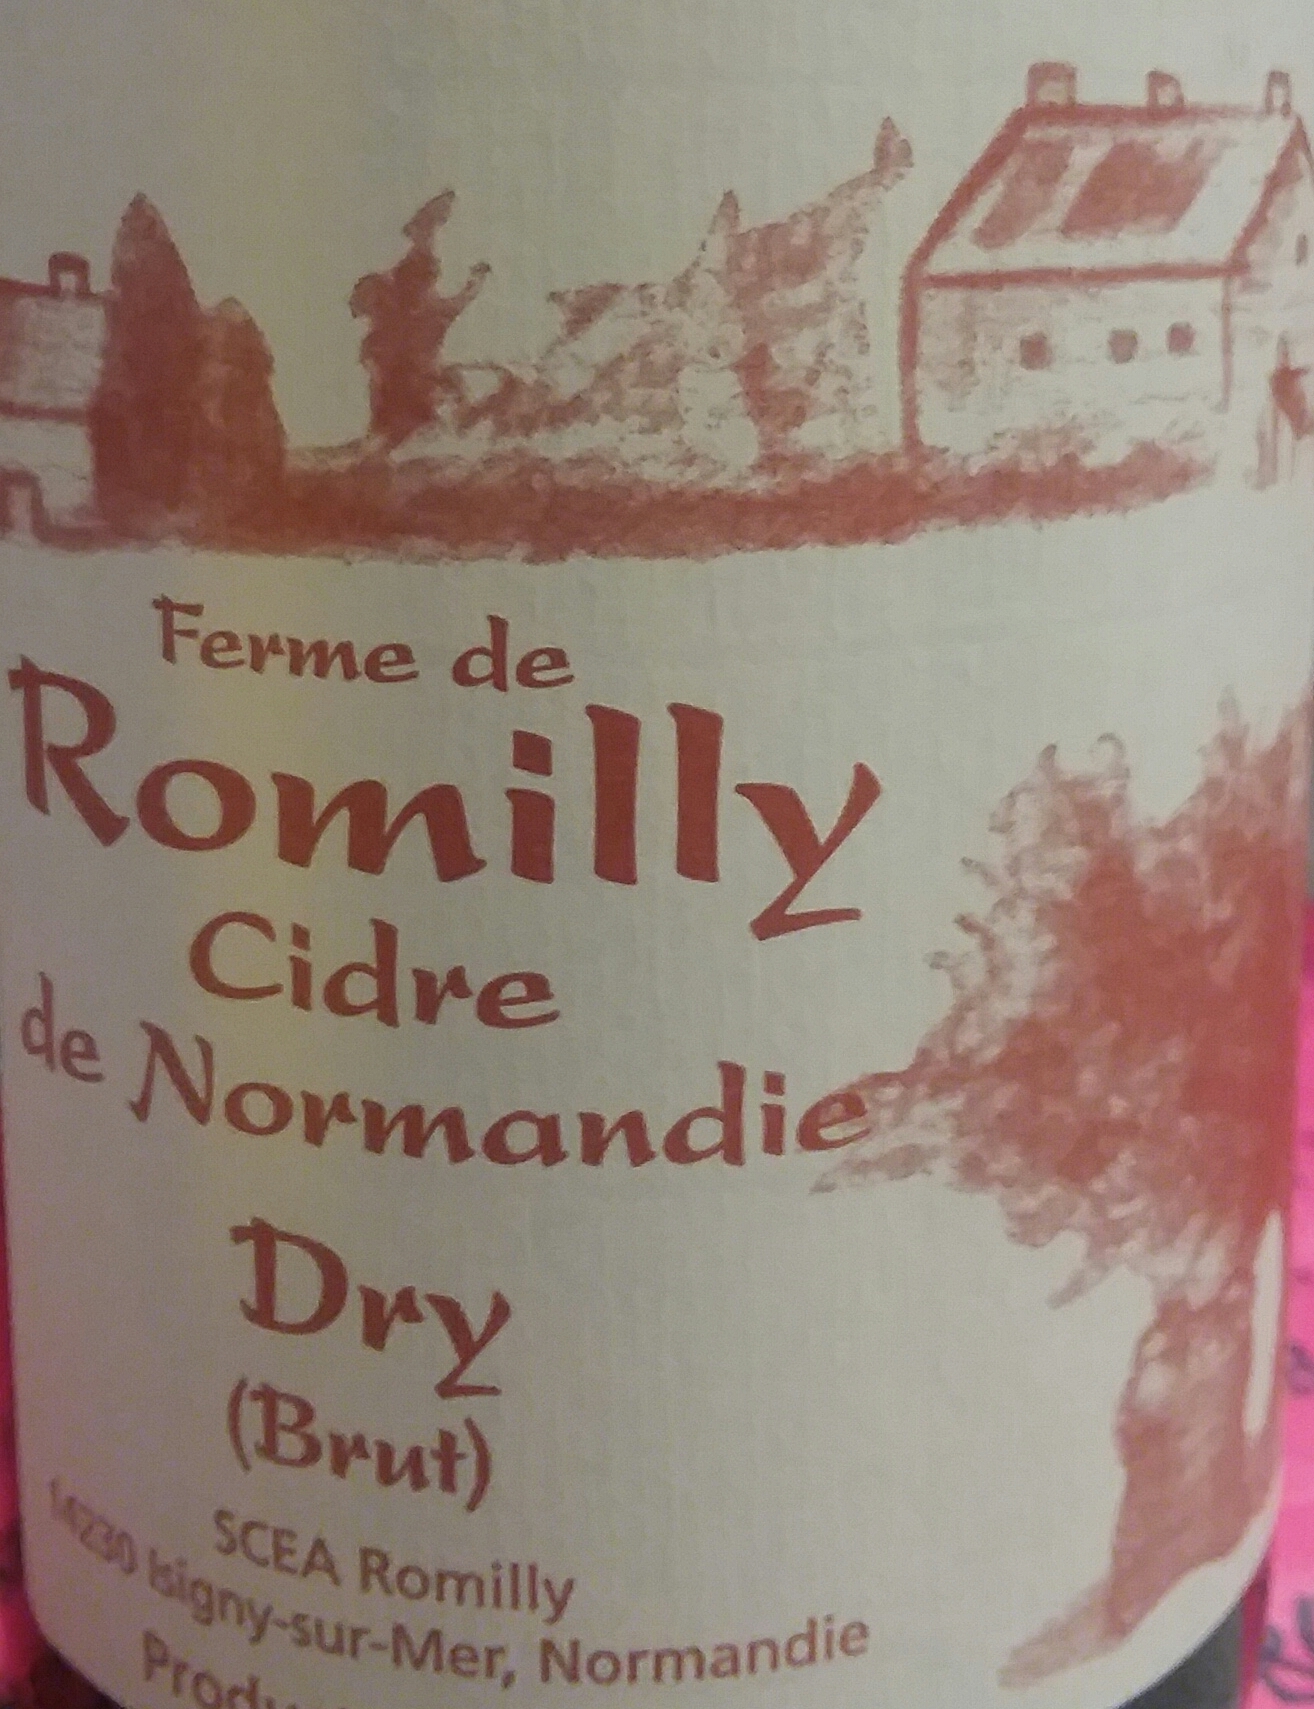 Ferme de
Romilly
Cidre
de Normandie
Dry
(Brut)
SCEA Romilly
14230 Isigny-sur-Mer, Normandie